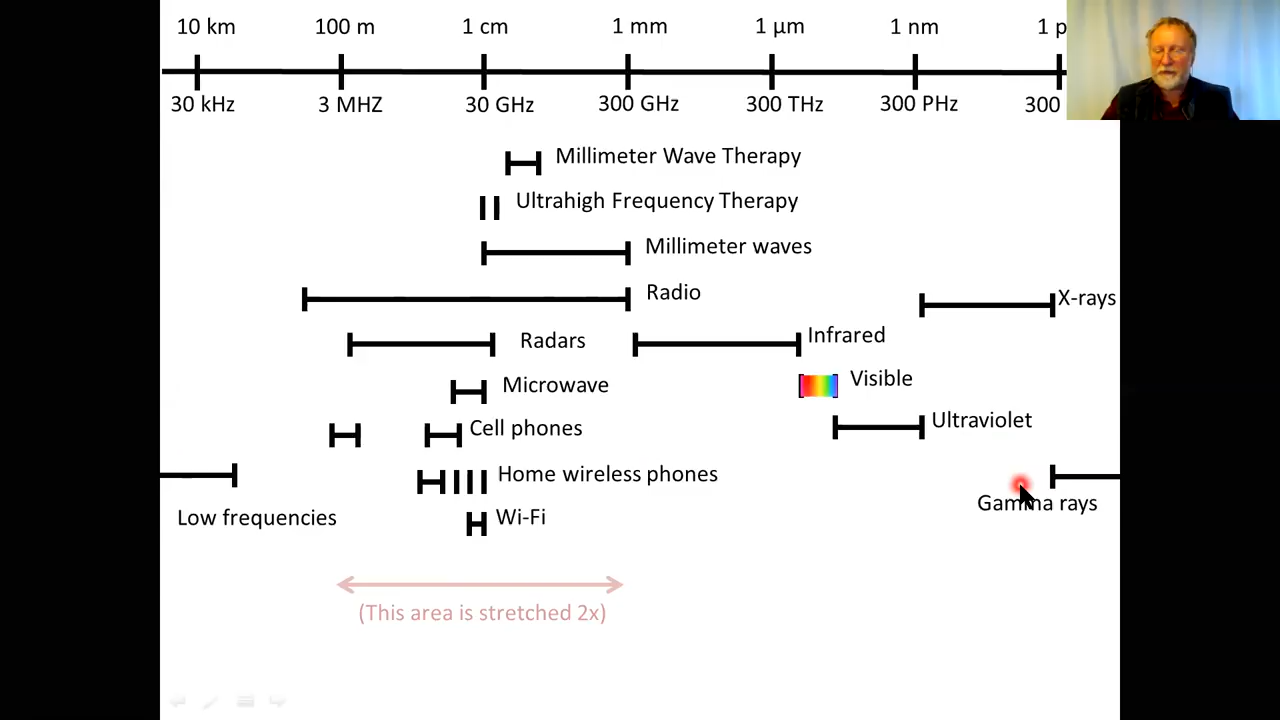 10 km 100 m 1 cm 1 mm 1 µm 1 nm 1 p
30 kHz 3 MHZ 30 GHz 300 GHz 300 THz 300 PHz 300
Millimeter Wave Therapy
Ultrahigh Frequency Therapy
Millimeter waves
Radio
X-rays
Radars
Infrared
Microwave
Visible
Cell phones
Ultraviolet
Home wireless phones
Gamma rays
Low frequencies
Wi-Fi
(This area is stretched 2x)